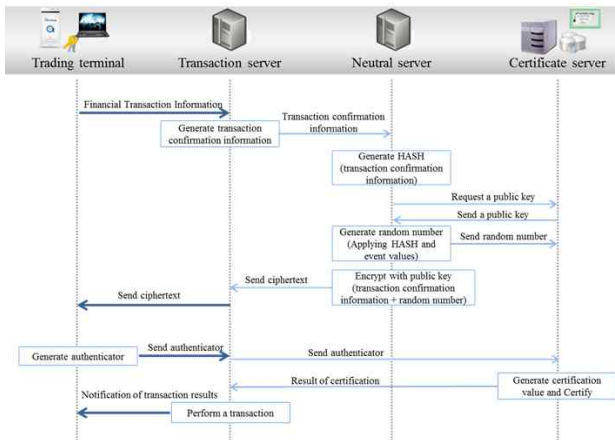 Trading terminal
Transaction server
Neutral server
Certificate server
Financial Transaction Information
Generate transaction
confirmation information
Transaction confirmation
information
Generate HASH
(transaction confirmation
information)
Request a public key
Send a public key
Generate random number
(Applying HASH and
event values)
Send random number
Encrypt with public key
(transaction confirmation
information + random number)
Send ciphertext
Send ciphertext
Generate authenticator
Send authenticator
Send authenticator
Generate certification
value and Certify
Result of certification
Perform a transaction
Notification of transaction results